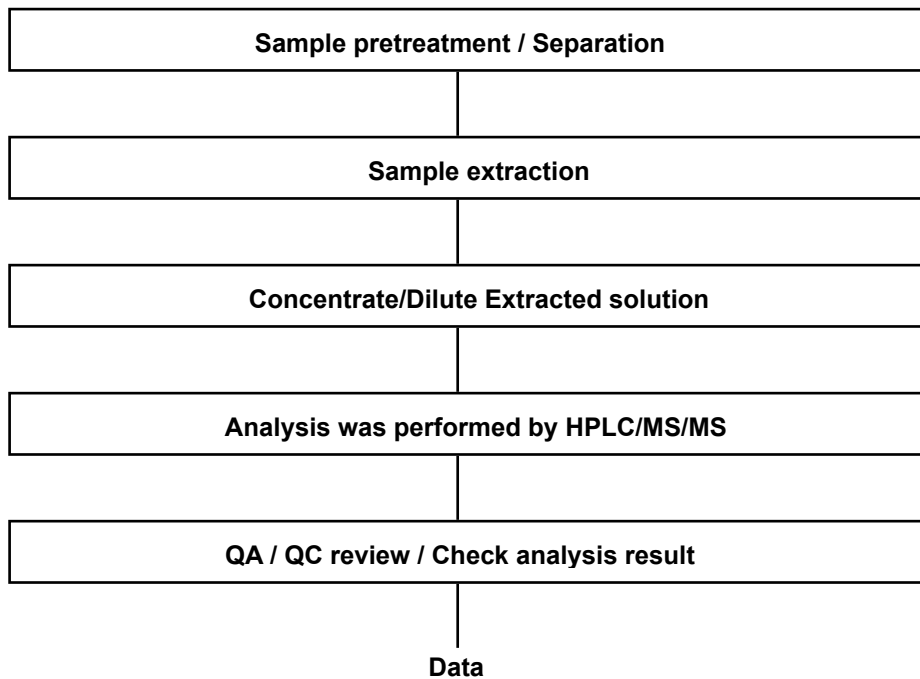 Sample pretreatment / Separation
Sample extraction
Concentrate/Dilute Extracted solution
Analysis was performed by HPLC/MS/MS
QA / QC review / Check analysis result
Data